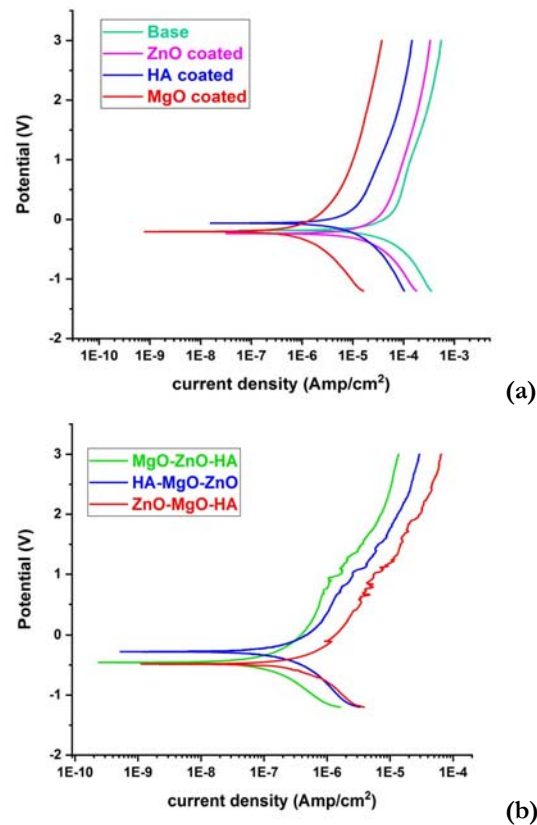 Base
ZnO coated
HA coated
MgO coated
Potential (V)
3
2
1
0
-1
-2
1E-10 1E-9 1E-8 1E-7 1E-6 1E-5 1E-4 1E-3
current density (Amp/cm²)
(a)
MgO-ZnO-HA
HA-MgO-ZnO
ZnO-MgO-HA
Potential (V)
3
2
1
0
-1
-2
1E-10 1E-9 1E-8 1E-7 1E-6 1E-5 1E-4
current density (Amp/cm²)
(b)